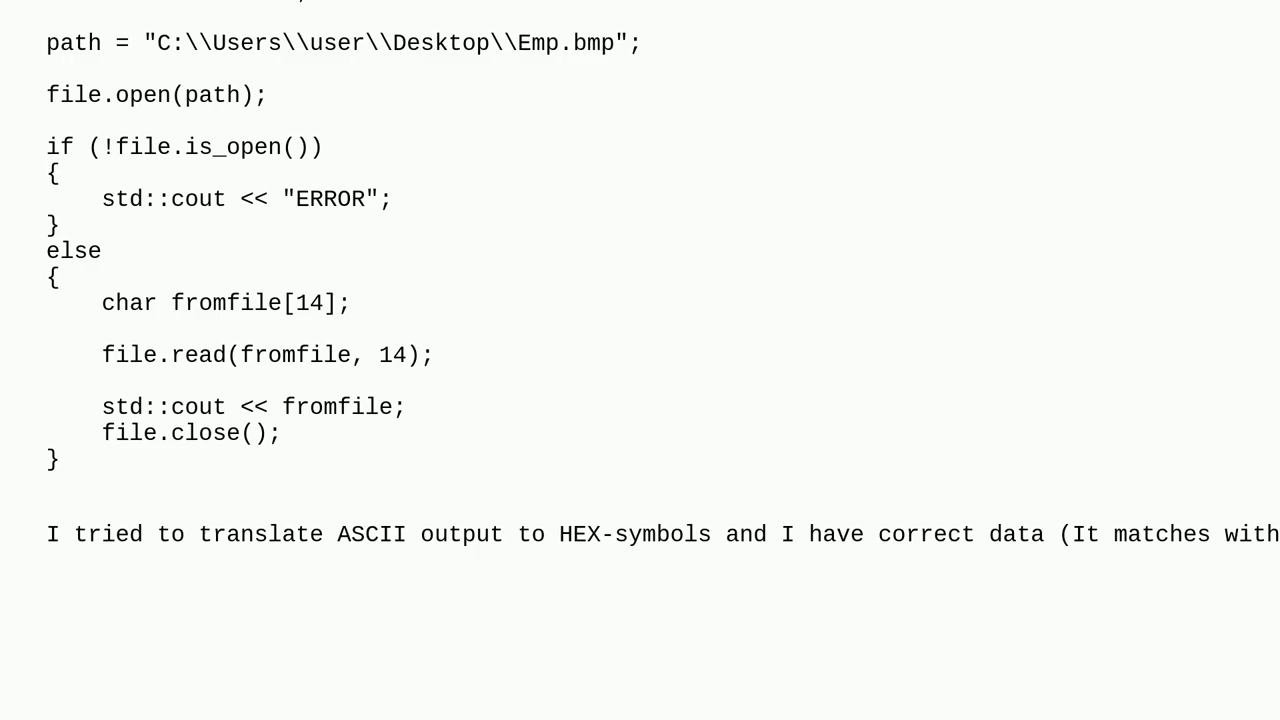 path = "C:\\Users\\user\\Desktop\\Emp.bmp";
file.open(path);
if (!file.is_open())
{
    std::cout << "ERROR";
}
else
{
    char fromfile[14];
    file.read(fromfile, 14);
    std::cout << fromfile;
    file.close();
}
I tried to translate ASCII output to HEX-symbols and I have correct data (It matches with